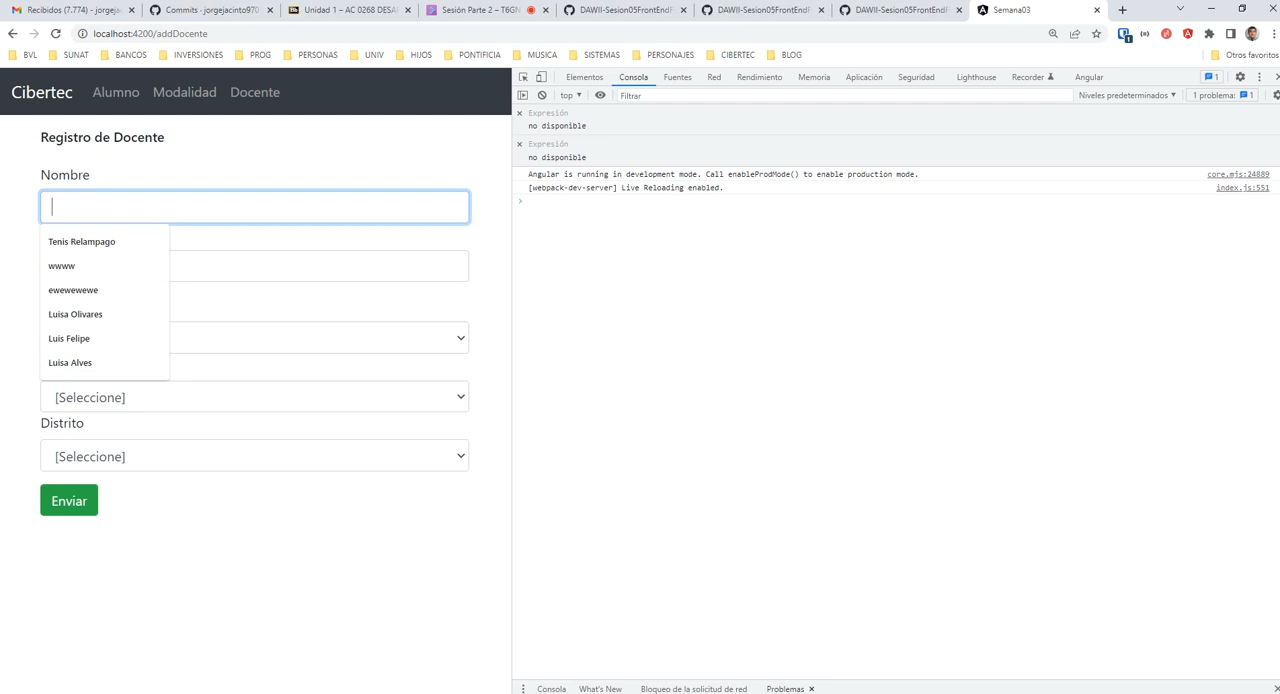 Recibidos (7.774) - jorgeja
Commits · jorgejacinto970
Unidad 1 – AC 0268 DESA
Sesión Parte 2 – T6GN
DAWII-Sesion05FrontEndF
DAWII-Sesion05FrontEndF
DAWII-Sesion05FrontEndF
Semana03
localhost:4200/addDocente
BVL
SUNAT
BANCOS
INVERSIONES
PROG
PERSONAS
UNIV
HIJOS
PONTIFICIA
MUSICA
SISTEMAS
PERSONAJES
CIBERTEC
BLOG
Otros favoritos
Cibertec Alumno Modalidad Docente
Elementos Consola Fuentes Red Rendimiento Memoria Aplicación Seguridad Lighthouse Recorder Angular 1
top ▾ Filtrar Niveles predeterminados ▾ 1 problema: 1
Registro de Docente
Nombre
Tenis Relampago
wwww
ewewewewe
Luisa Olivares
Luis Felipe
Luisa Alves
[Seleccione]
Distrito
[Seleccione]
Enviar
Expresión
no disponible
Expresión
no disponible
Angular is running in development mode. Call enableProdMode() to enable production mode. core.mjs:24889
[webpack-dev-server] Live Reloading enabled. index.js:551
Consola What's New Bloqueo de la solicitud de red Problemas